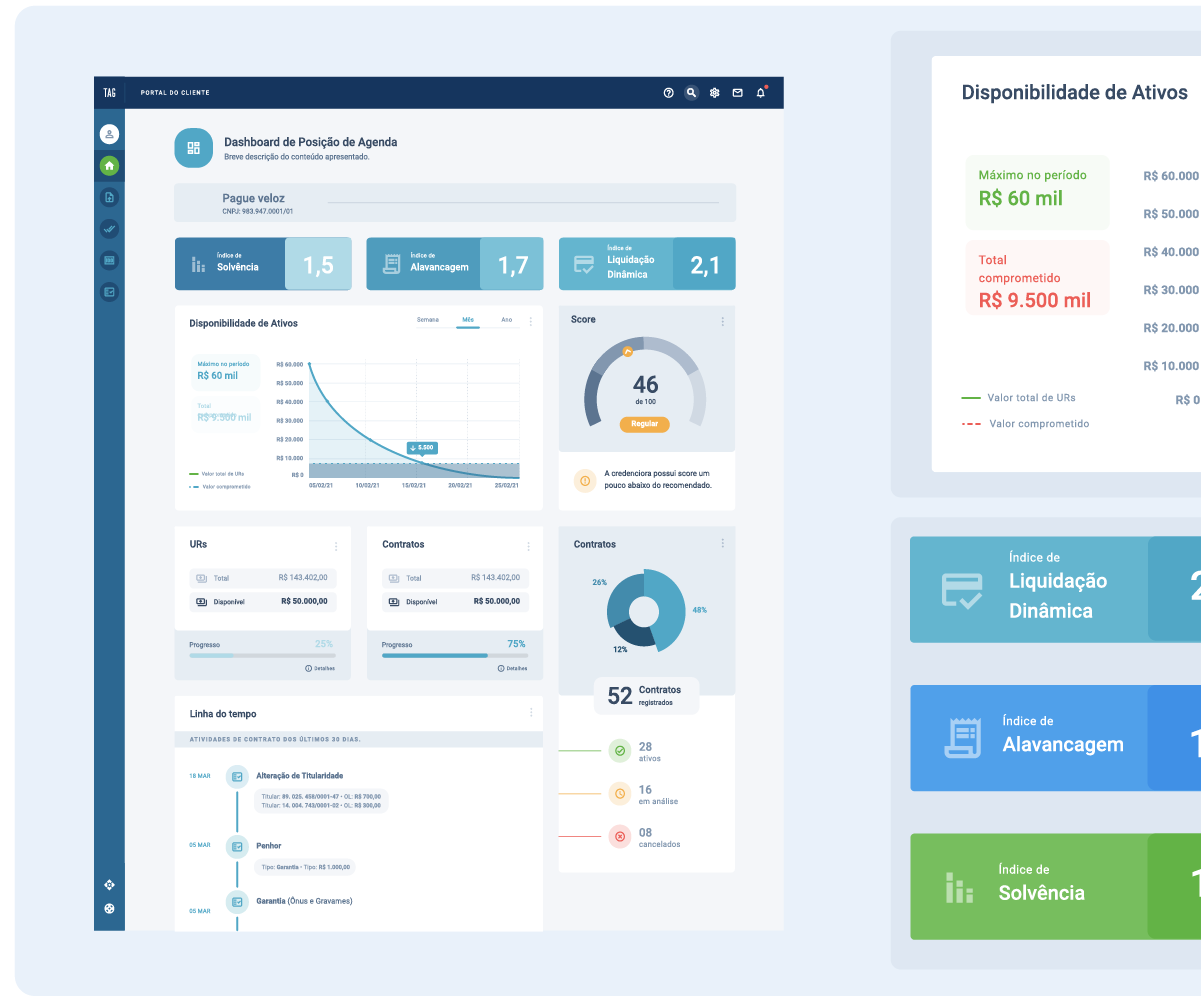 TAG
PORTAL DO CLIENTE
Dashboard de Posição de Agenda
Breve descrição do conteúdo apresentado.
Pague veloz
CNPJ: 983.947.0001/01
Índice de
Solvência
1,5
Índice de
Alavancagem
1,7
Índice de
Liquidação
Dinâmica
2,1
Disponibilidade de Ativos
Semana
Mês
Ano
Máximo no período
R$ 60 mil
Total
R$ 9.500 mil
Valor total de URs
Valor comprometido
R$ 60.000
R$ 50.000
R$ 40.000
R$ 30.000
R$ 20.000
R$ 10.000
R$ 0
5.500
05/02/21
10/02/21
15/02/21
20/02/21
25/02/21
Score
46
de 100
Regular
A credenciora possuí score um
pouco abaixo do recomendado.
URs
Total
R$ 143.402,00
Disponível
R$ 50.000,00
Progresso
25%
Detalhes
Contratos
Total
R$ 143.402,00
Disponível
R$ 50.000,00
Progresso
75%
Detalhes
Contratos
26%
48%
12%
52
Contratos
registrados
28
ativos
16
em análise
08
cancelados
Linha do tempo
ATIVIDADES DE CONTRATO DOS ÚLTIMOS 30 DIAS.
18 MAR
Alteração de Titularidade
Titular: 89. 025. 458/0001-47 • OL: R$ 700,00
Titular: 14. 004. 743/0001-02 • OL: R$ 300,00
05 MAR
Penhor
Tipo: Garantia • Tipo: R$ 1.000,00
05 MAR
Garantia (Ônus e Gravames)
Disponibilidade de Ativos
Máximo no período
R$ 60 mil
Total
comprometido
R$ 9.500 mil
Valor total de URs
Valor comprometido
R$ 60.000
R$ 50.000
R$ 40.000
R$ 30.000
R$ 20.000
R$ 10.000
R$ 0
Índice de
Liquidação
Dinâmica
Índice de
Alavancagem
Índice de
Solvência